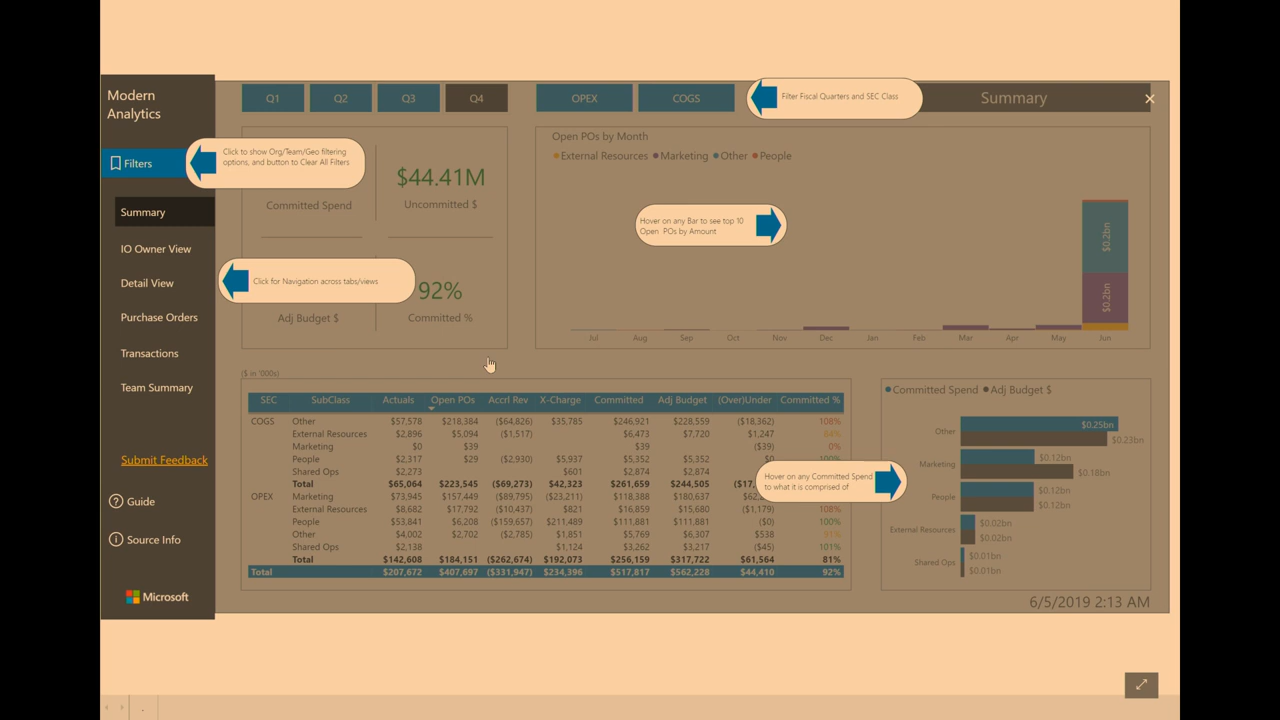 Modern
Analytics
Q1 Q2 Q3 Q4 OPEX COGS
Filter Fiscal Quarters and SEC Class
Summary
Filters
Click to show Org/Team/Geo filtering
options, and button to Clear All Filters
$44.41M
Committed Spend
Uncommitted $
Open POs by Month
External Resources Marketing Other People
Hover on any Bar to see top 10
Open POs by Amount
$0.2bn
$0.2bn
Jul Aug Sep Oct Nov Dec Jan Feb Mar Apr May Jun
Summary
IO Owner View
Detail View
Purchase Orders
Transactions
Team Summary
Click for Navigation across tabs/views
92%
Adj Budget $
Committed %
Submit Feedback
Guide
Source Info
Microsoft
($ in '000s)
SEC SubClass Actuals Open POs Accrl Rev X-Charge Committed Adj Budget (Over)Under Committed %
COGS Other $57,578 $218,384 ($64,826) $35,785 $246,921 $228,559 ($18,362) 108%
External Resources $2,896 $5,094 ($1,517) $6,473 $7,720 $1,247 84%
Marketing $0 $39 $39 ($39) 0%
People $2,317 $29 ($2,930) $5,937 $5,352 $5,352 $0 100%
Shared Ops $2,273 $601 $2,874 $2,874
Total $65,064 $223,545 ($69,273) $42,323 $261,659 $244,505 ($17,
OPEX Marketing $73,945 $157,449 ($89,795) ($23,211) $118,388 $180,637 $62,
External Resources $8,682 $17,792 ($10,437) $821 $16,859 $15,680 ($1,179) 108%
People $53,841 $6,208 ($159,657) $211,489 $111,881 $111,881 ($0) 100%
Other $4,002 $2,702 ($2,785) $1,851 $5,769 $6,307 $538 91%
Shared Ops $2,138 $1,124 $3,262 $3,217 ($45) 101%
Total $142,608 $184,151 ($262,674) $192,073 $256,159 $317,722 $61,564 81%
Total $207,672 $407,697 ($331,947) $234,396 $517,817 $562,228 $44,410 92%
Hover on any Committed Spend
to what it is comprised of
Committed Spend Adj Budget $
Other $0.25bn
$0.23bn
Marketing $0.12bn
$0.18bn
People $0.12bn
$0.12bn
External Resources $0.02bn
$0.02bn
Shared Ops $0.01bn
$0.01bn
6/5/2019 2:13 AM